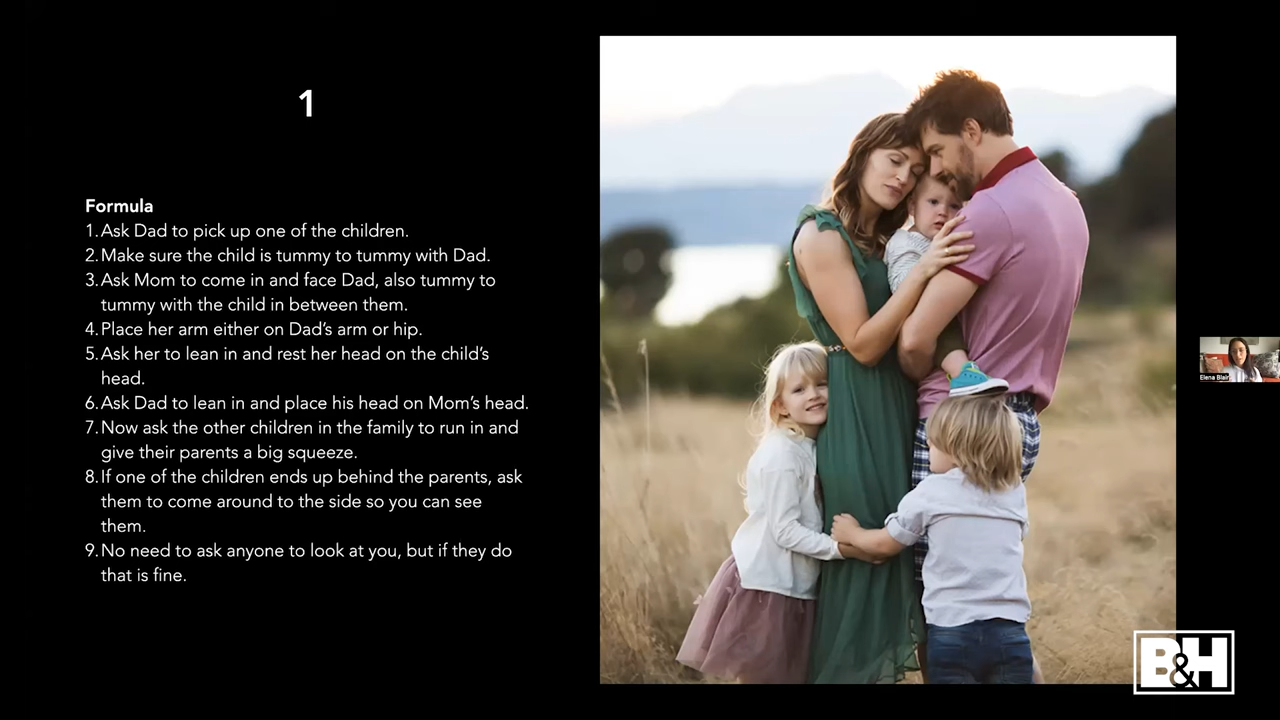 1
Formula
1. Ask Dad to pick up one of the children.
2. Make sure the child is tummy to tummy with Dad.
3. Ask Mom to come in and face Dad, also tummy to
tummy with the child in between them.
4. Place her arm either on Dad's arm or hip.
5. Ask her to lean in and rest her head on the child's
head.
6. Ask Dad to lean in and place his head on Mom's head.
7. Now ask the other children in the family to run in and
give their parents a big squeeze.
8. If one of the children ends up behind the parents, ask
them to come around to the side so you can see
them.
9. No need to ask anyone to look at you, but if they do
that is fine.
Elena Blair
B&H